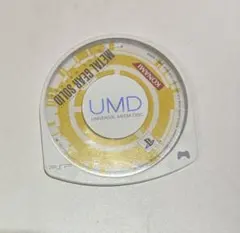 KONAMI
METAL GEAR SOLID
UMD
UNIVERSAL MEDIA DISC